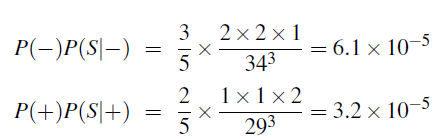 P(−)P(S|−) = 3/5 × 2 × 2 × 1/34³ = 6.1 × 10⁻⁵
P(+)P(S|+) = 2/5 × 1 × 1 × 2/29³ = 3.2 × 10⁻⁵